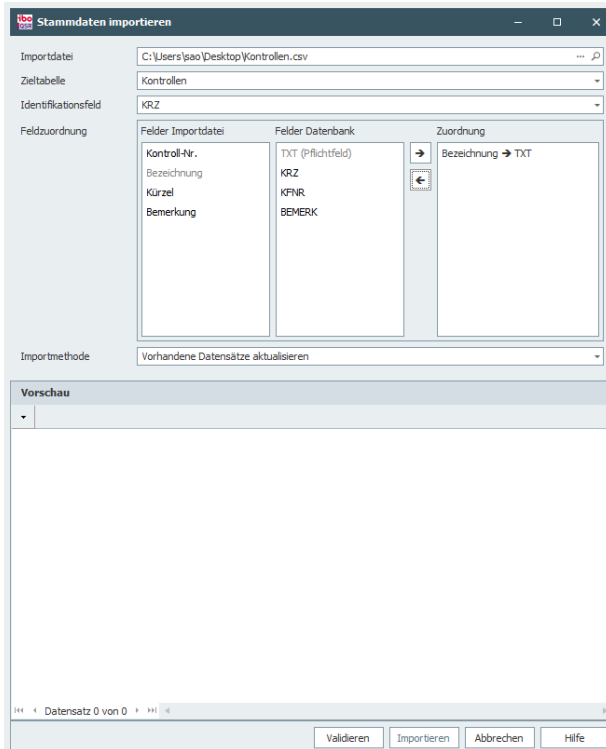 ibo
QSR
Stammdaten importieren
Importdatei
C:\Users\sao\Desktop\Kontrollen.csv
Zieltabelle
Kontrollen
Identifikationsfeld
KRZ
Feldzuordnung
Felder Importdatei
Felder Datenbank
Zuordnung
Kontroll-Nr.
Bezeichnung
Kürzel
Bemerkung
TXT (Pflichtfeld)
KRZ
KFNR
BEMERK
Bezeichnung → TXT
Importmethode
Vorhandene Datensätze aktualisieren
Vorschau
Datensatz 0 von 0
Validieren
Importieren
Abbrechen
Hilfe